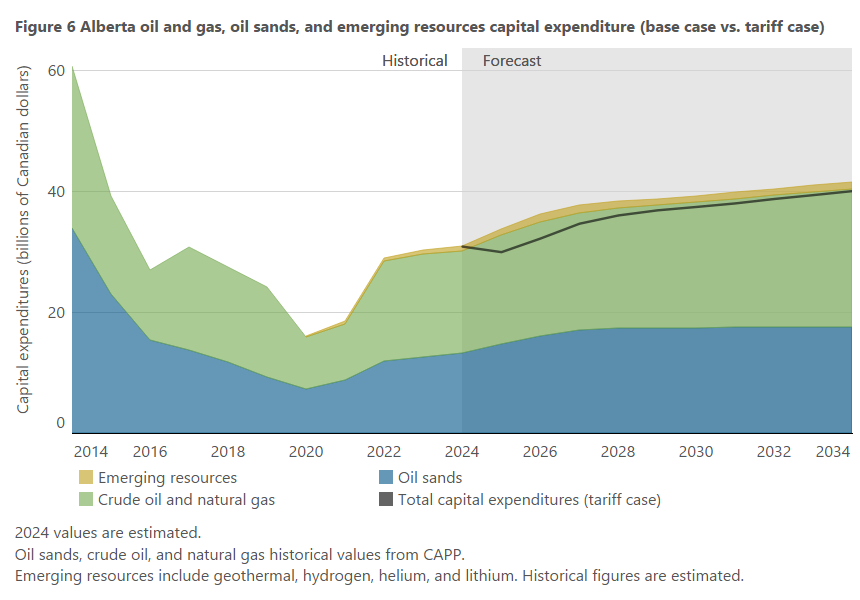 Figure 6 Alberta oil and gas, oil sands, and emerging resources capital expenditure (base case vs. tariff case)
Historical
Forecast
Capital expenditures (billions of Canadian dollars)
60
40
20
0
2014 2016 2018 2020 2022 2024 2026 2028 2030 2032 2034
Emerging resources
Oil sands
Crude oil and natural gas
Total capital expenditures (tariff case)
2024 values are estimated.
Oil sands, crude oil, and natural gas historical values from CAPP.
Emerging resources include geothermal, hydrogen, helium, and lithium. Historical figures are estimated.